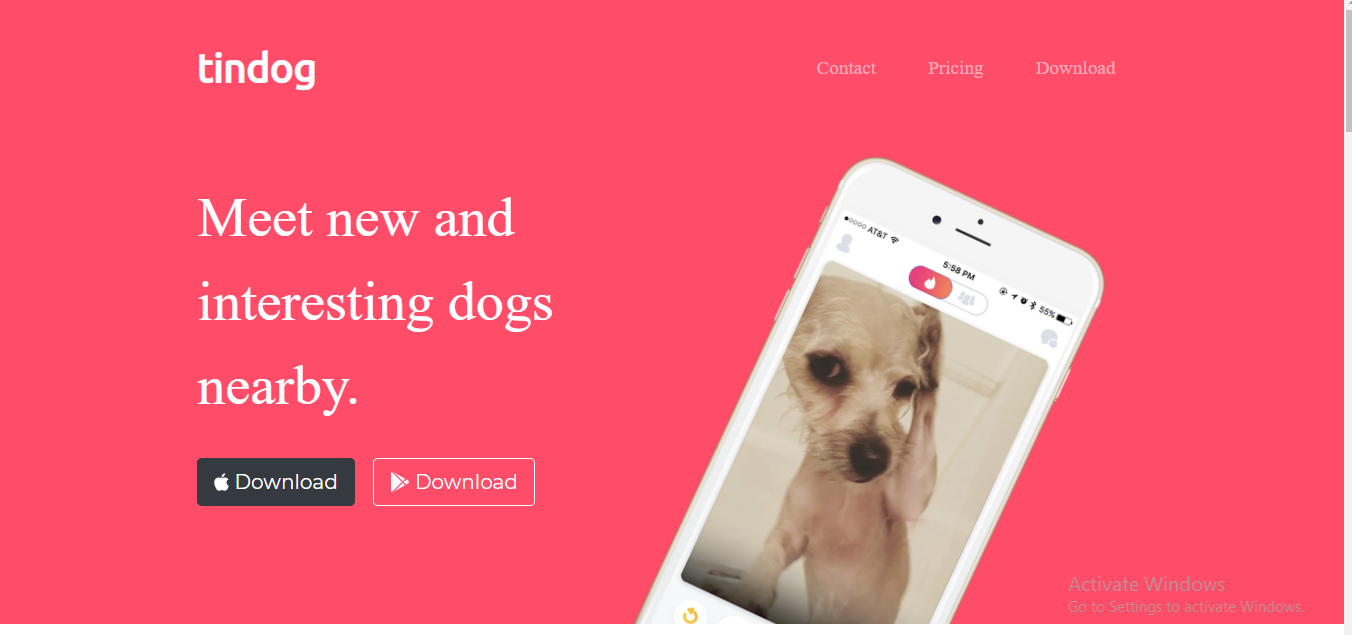 tindog
Contact Pricing Download
Meet new and
interesting dogs
nearby.
Download Download
AT&T
5:58 PM
55%
Activate Windows
Go to Settings to activate Windows.